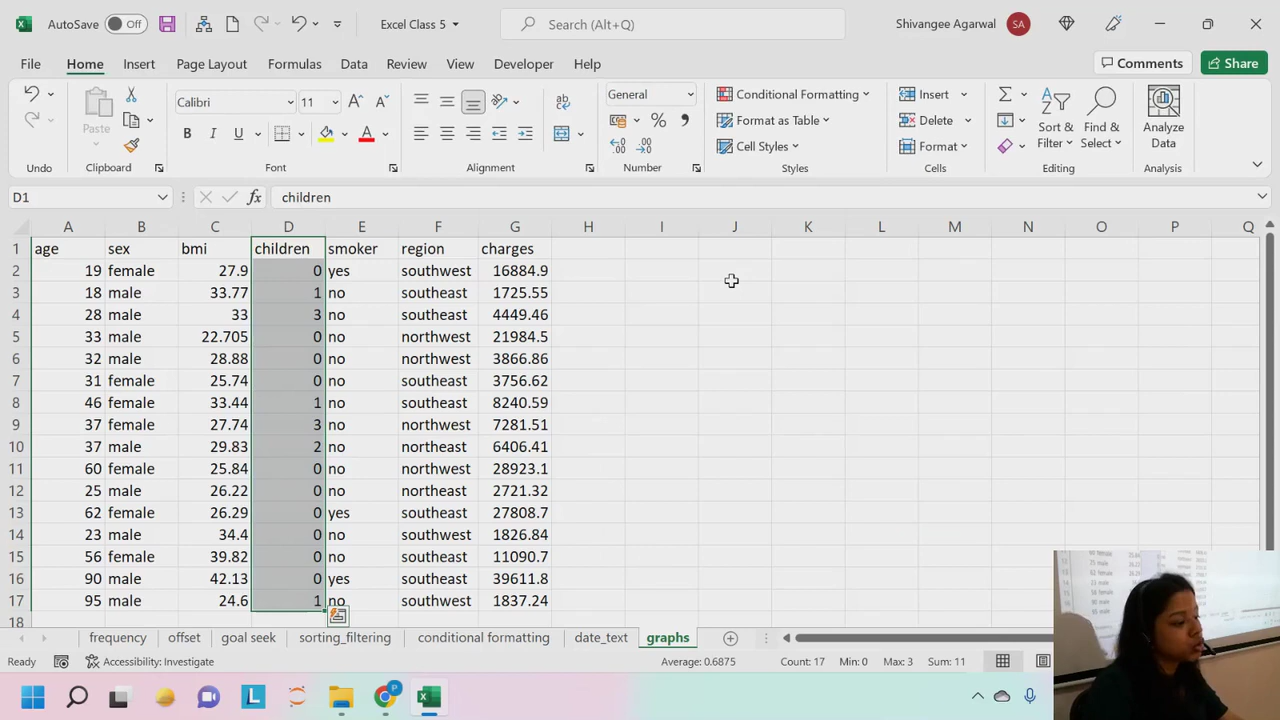 AutoSave Off Excel Class 5 Search (Alt+Q) Shivangee Agarwal SA
File Home Insert Page Layout Formulas Data Review View Developer Help Comments Share
Calibri 11 General Conditional Formatting Insert
Paste B I U Format as Table Delete Sort & Filter Find & Select Analyze Data
Cell Styles Format
Undo Clipboard Font Alignment Number Styles Cells Editing Analysis
D1 fx children
A B C D E F G H I J K L M N O P Q
1 age sex bmi children smoker region charges
2 19 female 27.9 0 yes southwest 16884.9
3 18 male 33.77 1 no southeast 1725.55
4 28 male 33 3 no southeast 4449.46
5 33 male 22.705 0 no northwest 21984.5
6 32 male 28.88 0 no northwest 3866.86
7 31 female 25.74 0 no southeast 3756.62
8 46 female 33.44 1 no southeast 8240.59
9 37 female 27.74 3 no northwest 7281.51
10 37 male 29.83 2 no northeast 6406.41
11 60 female 25.84 0 no northwest 28923.1
12 25 male 26.22 0 no northeast 2721.32
13 62 female 26.29 0 yes southeast 27808.7
14 23 male 34.4 0 no southwest 1826.84
15 56 female 39.82 0 no southeast 11090.7
16 90 male 42.13 0 yes southeast 39611.8
17 95 male 24.6 1 no southwest 1837.24
18
frequency offset goal seek sorting_filtering conditional formatting date_text graphs
Ready Accessibility: Investigate Average: 0.6875 Count: 17 Min: 0 Max: 3 Sum: 11